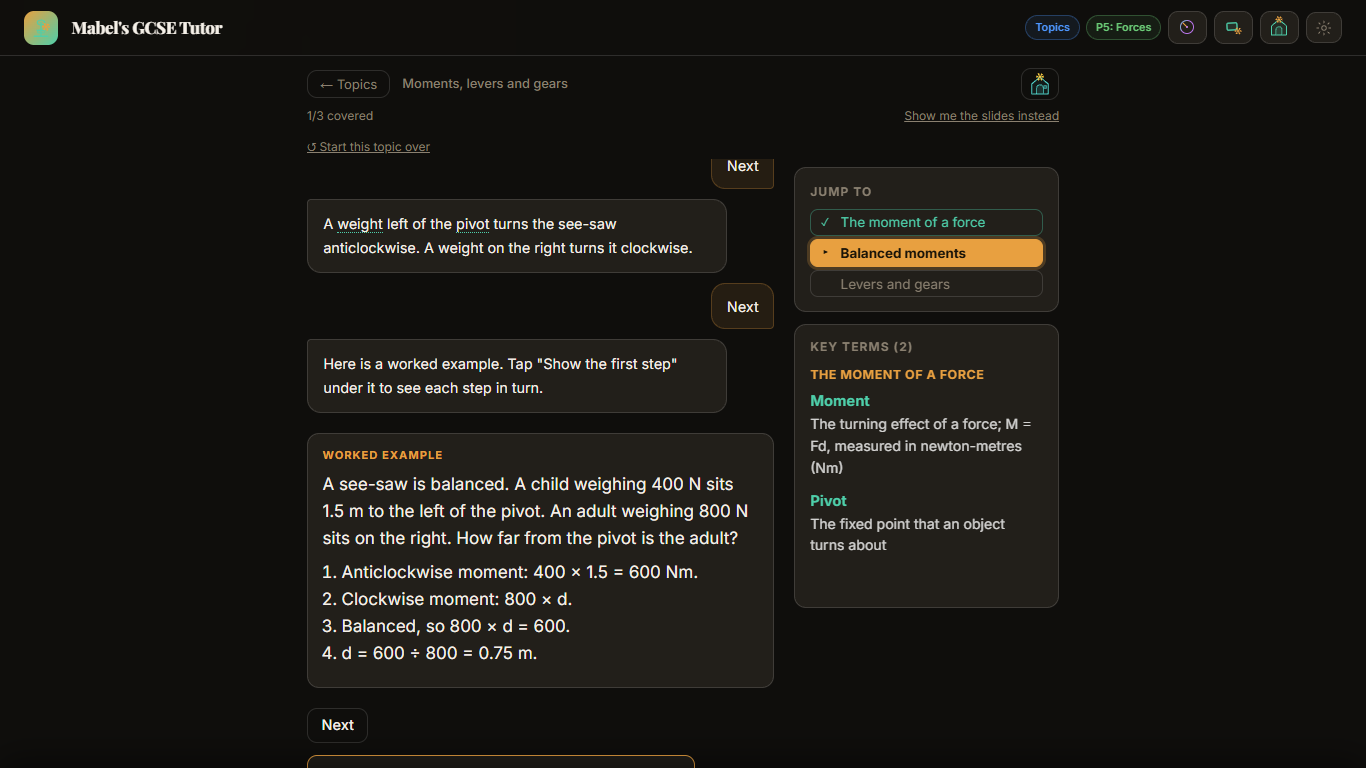 Mabel's GCSE Tutor
Topics
P5: Forces
← Topics
Moments, levers and gears
1/3 covered
Show me the slides instead
↺ Start this topic over
Next
A weight left of the pivot turns the see-saw
anticlockwise. A weight on the right turns it clockwise.
Next
Here is a worked example. Tap "Show the first step"
under it to see each step in turn.
WORKED EXAMPLE
A see-saw is balanced. A child weighing 400 N sits
1.5 m to the left of the pivot. An adult weighing 800 N
sits on the right. How far from the pivot is the adult?
1. Anticlockwise moment: 400 × 1.5 = 600 Nm.
2. Clockwise moment: 800 × d.
3. Balanced, so 800 × d = 600.
4. d = 600 ÷ 800 = 0.75 m.
Next
JUMP TO
✓ The moment of a force
‣ Balanced moments
Levers and gears
KEY TERMS (2)
THE MOMENT OF A FORCE
Moment
The turning effect of a force; M =
Fd, measured in newton-metres
(Nm)
Pivot
The fixed point that an object
turns about